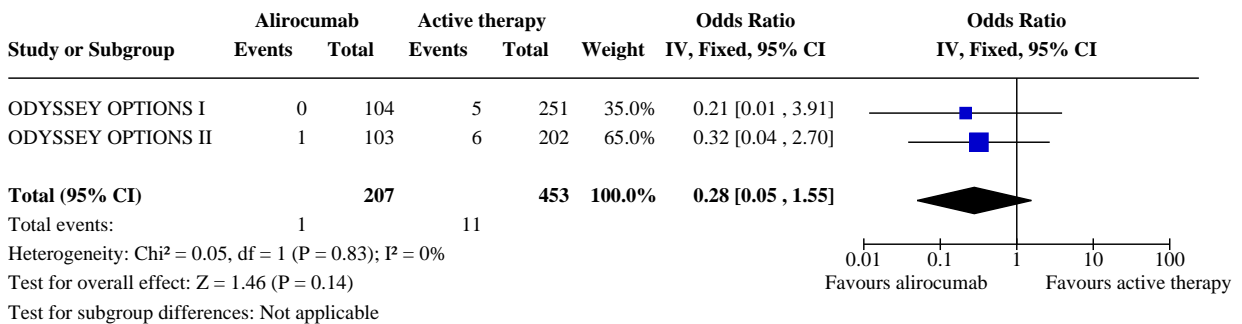 Alirocumab Active therapy Odds Ratio Odds Ratio
Study or Subgroup Events Total Events Total Weight IV, Fixed, 95% CI IV, Fixed, 95% CI
ODYSSEY OPTIONS I 0 104 5 251 35.0% 0.21 [0.01 , 3.91]
ODYSSEY OPTIONS II 1 103 6 202 65.0% 0.32 [0.04 , 2.70]
Total (95% CI) 207 453 100.0% 0.28 [0.05 , 1.55]
Total events: 1 11
Heterogeneity: Chi² = 0.05, df = 1 (P = 0.83); I² = 0%
0.01 0.1 1 10 100
Test for overall effect: Z = 1.46 (P = 0.14)
Favours alirocumab Favours active therapy
Test for subgroup differences: Not applicable